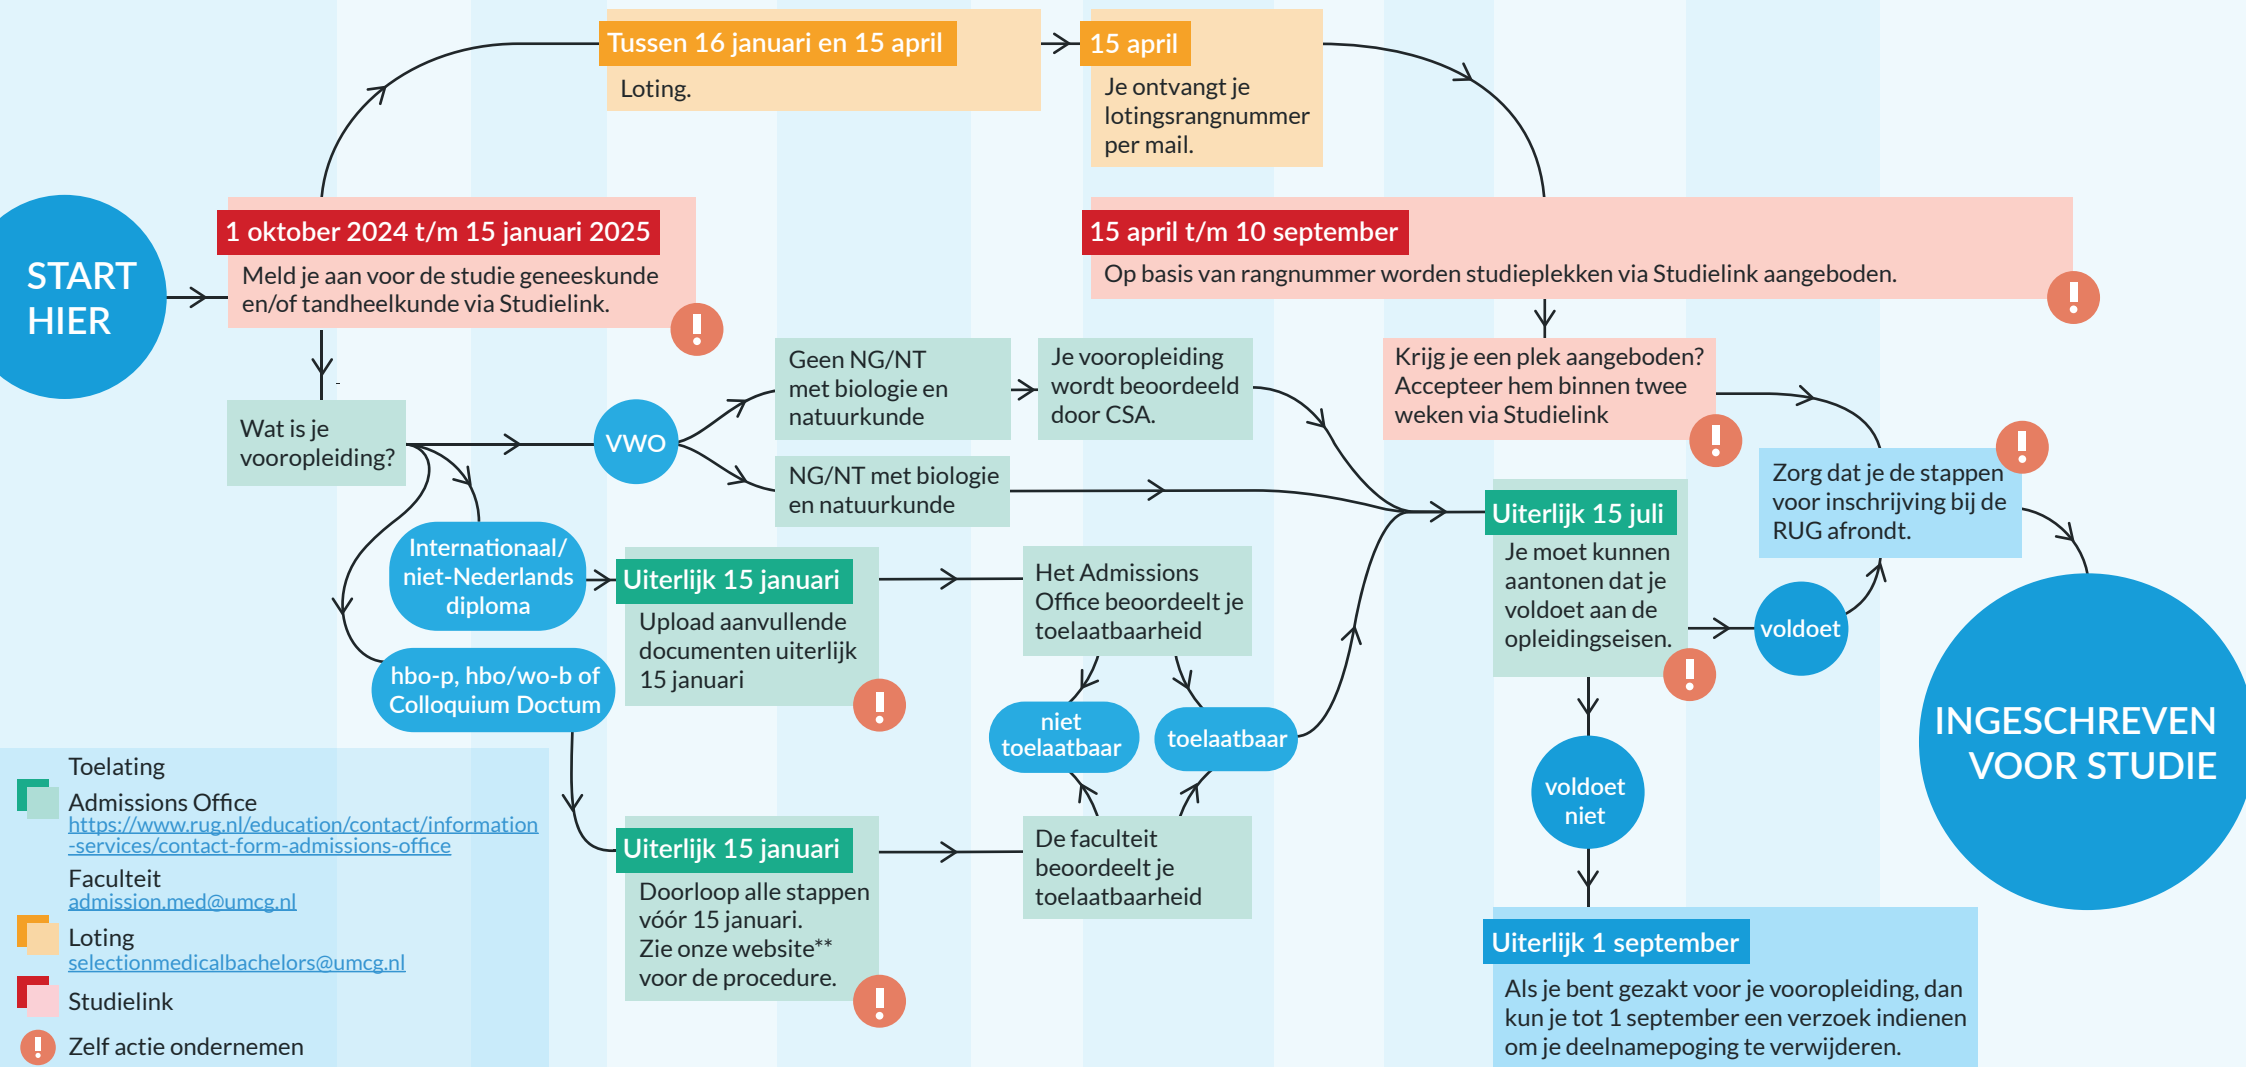 START
HIER
1 oktober 2024 t/m 15 januari 2025
Meld je aan voor de studie geneeskunde
en/of tandheelkunde via Studielink.
Tussen 16 januari en 15 april
Loting.
15 april
Je ontvangt je
lotingsrangnummer
per mail.
15 april t/m 10 september
Op basis van rangnummer worden studieplekken via Studielink aangeboden.
Krijg je een plek aangeboden?
Accepteer hem binnen twee
weken via Studielink
Wat is je
vooropleiding?
VWO
Geen NG/NT
met biologie en
natuurkunde
Je vooropleiding
wordt beoordeeld
door CSA.
NG/NT met biologie
en natuurkunde
Internationaal/
niet-Nederlands
diploma
Uiterlijk 15 januari
Upload aanvullende
documenten uiterlijk
15 januari
Het Admissions
Office beoordeelt je
toelaatbaarheid
hbo-p, hbo/wo-b of
Colloquium Doctum
niet
toelaatbaar
toelaatbaar
Uiterlijk 15 januari
Doorloop alle stappen
vóór 15 januari.
Zie onze website**
voor de procedure.
De faculteit
beoordeelt je
toelaatbaarheid
Uiterlijk 15 juli
Je moet kunnen
aantonen dat je
voldoet aan de
opleidingseisen.
voldoet
Zorg dat je de stappen
voor inschrijving bij de
RUG afrondt.
INGESCHREVEN
VOOR STUDIE
voldoet
niet
Uiterlijk 1 september
Als je bent gezakt voor je vooropleiding, dan
kun je tot 1 september een verzoek indienen
om je deelnamepoging te verwijderen.
Toelating
Admissions Office
https://www.rug.nl/education/contact/information
-services/contact-form-admissions-office
Faculteit
admission.med@umcg.nl
Loting
selectionmedicalbachelors@umcg.nl
Studielink
Zelf actie ondernemen